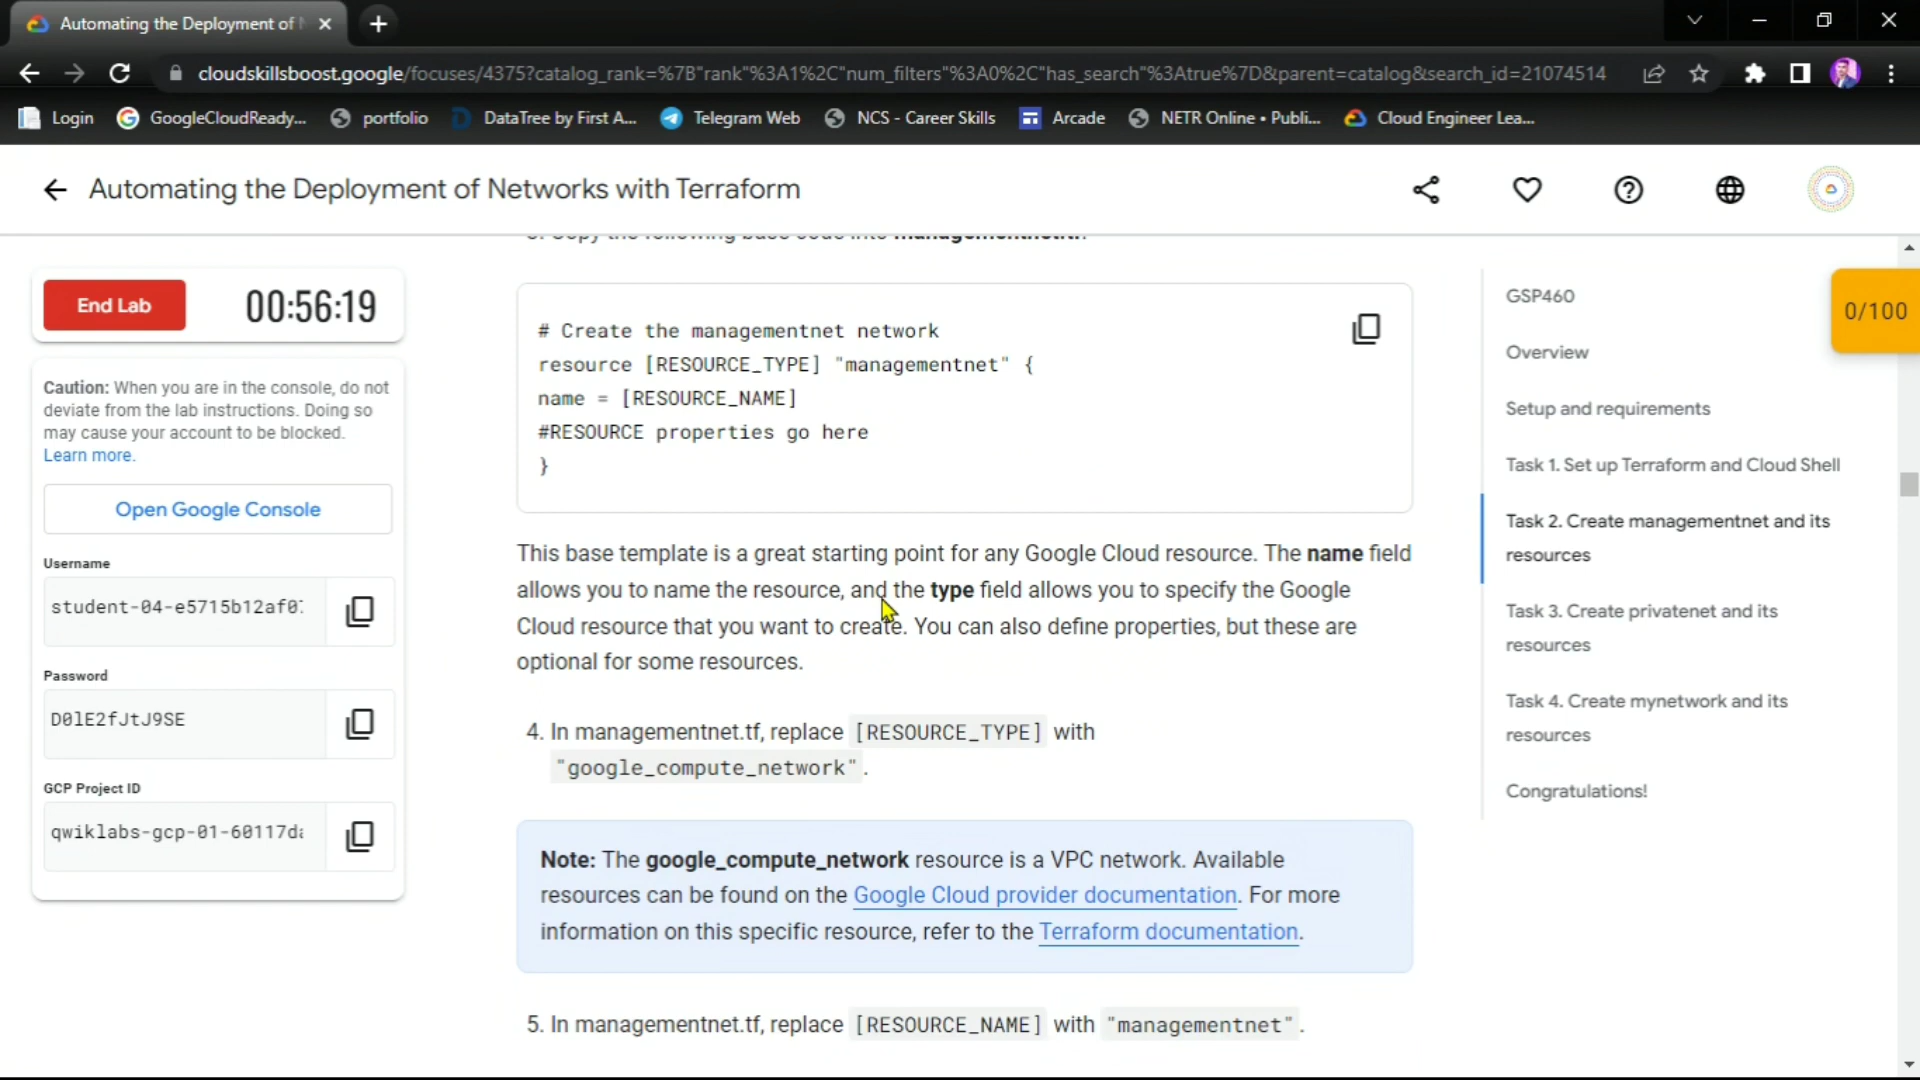 Automating the Deployment of
cloudskillsboost.google/focuses/4375?catalog_rank=%7B"rank"%3A1%2C"num_filters"%3A0%2C"has_search"%3Atrue%7D&parent=catalog&search_id=21074514
Login GoogleCloudReady... portfolio DataTree by First A... Telegram Web NCS - Career Skills Arcade NETR Online • Publi... Cloud Engineer Lea...
Automating the Deployment of Networks with Terraform
End Lab 00:56:19
Caution: When you are in the console, do not
deviate from the lab instructions. Doing so
may cause your account to be blocked.
Learn more.
Open Google Console
Username
student-04-e5715b12af0
Password
D0lE2fJtJ9SE
GCP Project ID
qwiklabs-gcp-01-60117d
# Create the managementnet network
resource [RESOURCE_TYPE] "managementnet" {
name = [RESOURCE_NAME]
#RESOURCE properties go here
}
This base template is a great starting point for any Google Cloud resource. The name field
allows you to name the resource, and the type field allows you to specify the Google
Cloud resource that you want to create. You can also define properties, but these are
optional for some resources.
4. In managementnet.tf, replace [RESOURCE_TYPE] with
"google_compute_network".
Note: The google_compute_network resource is a VPC network. Available
resources can be found on the Google Cloud provider documentation. For more
information on this specific resource, refer to the Terraform documentation.
5. In managementnet.tf, replace [RESOURCE_NAME] with "managementnet".
GSP460
0/100
Overview
Setup and requirements
Task 1. Set up Terraform and Cloud Shell
Task 2. Create managementnet and its
resources
Task 3. Create privatenet and its
resources
Task 4. Create mynetwork and its
resources
Congratulations!